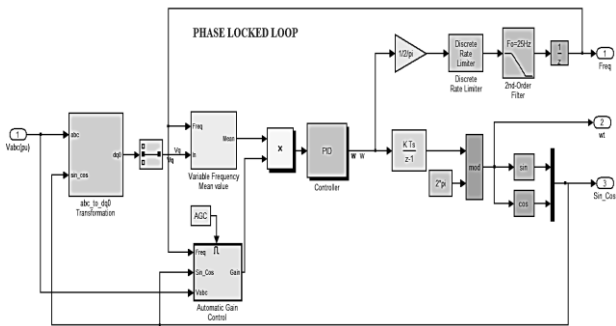 PHASE LOCKED LOOP
1/2/pi
Discrete
Rate
Limiter
Discrete
Rate Limiter
Fo=25Hz
2nd-Order
Filter
1
z
1
Freq
1
Vabc(pu)
abc
sin_cos
dq0
abc_to_dq0
Transformation
Vq
Vq
Freq
In
Mean
Variable Frequency
Mean value
x
PID
Controller
w w
K Ts
z-1
2*pi
mod
2
wt
sin
cos
3
Sin_Cos
AGC
Freq
Sin_Cos
Vabc
Gain
Automatic Gain
Control